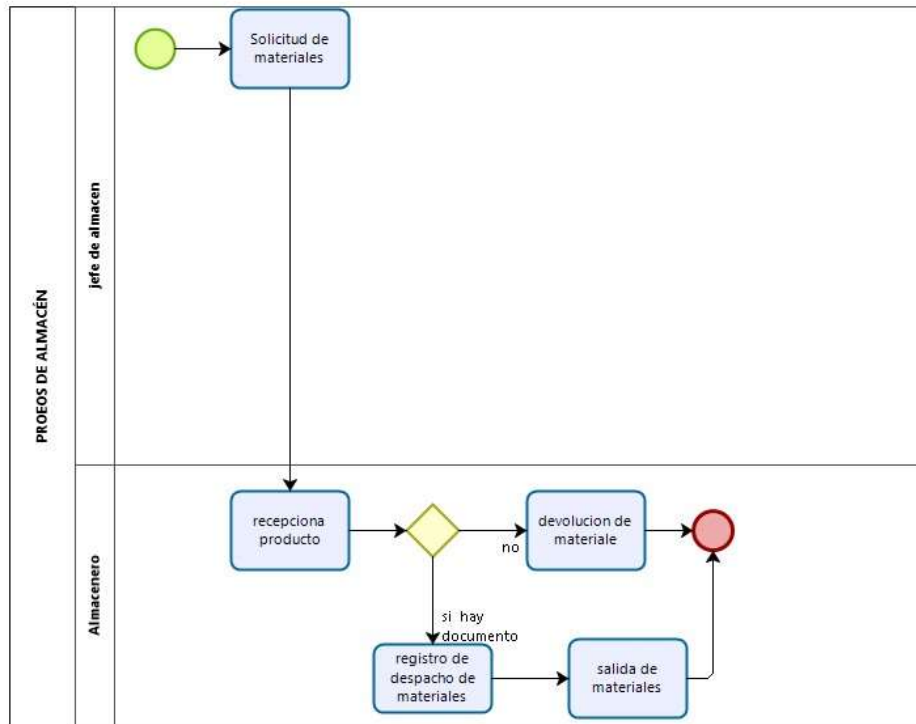 PROEOS DE ALMACÉN
jefe de almacen
Solicitud de
materiales
Almacenero
recepciona
producto
no
devolucion de
materiale
si hay
documento
registro de
despacho de
materiales
salida de
materiales